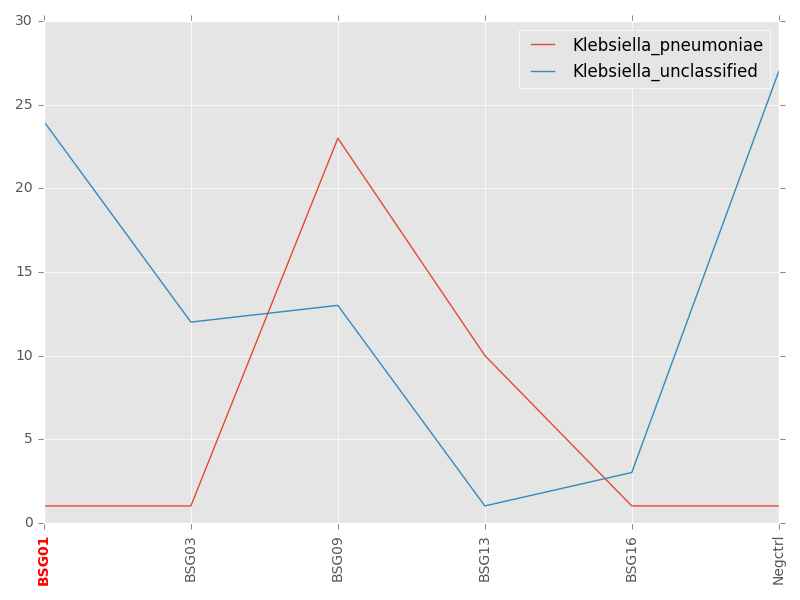 30
25
20
15
10
5
0
Klebsiella_pneumoniae
Klebsiella_unclassified
BSG01
BSG03
BSG09
BSG13
BSG16
Negctrl